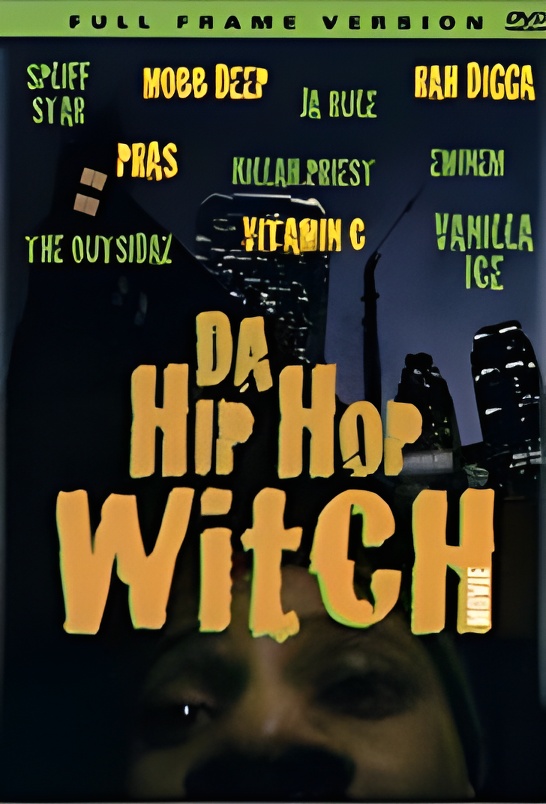 FULL FRAME VERSION DVD
SPLIFF
SYAR
MOBB DEEP
JA RULE
RAH DIGGA
PRAS
KILLAH PRIEST
EMINEM
THE OUTSIDAZ
VITAMIN C
VANILLA
ICE
DA
HIP HOP
WITCH
MOVIE